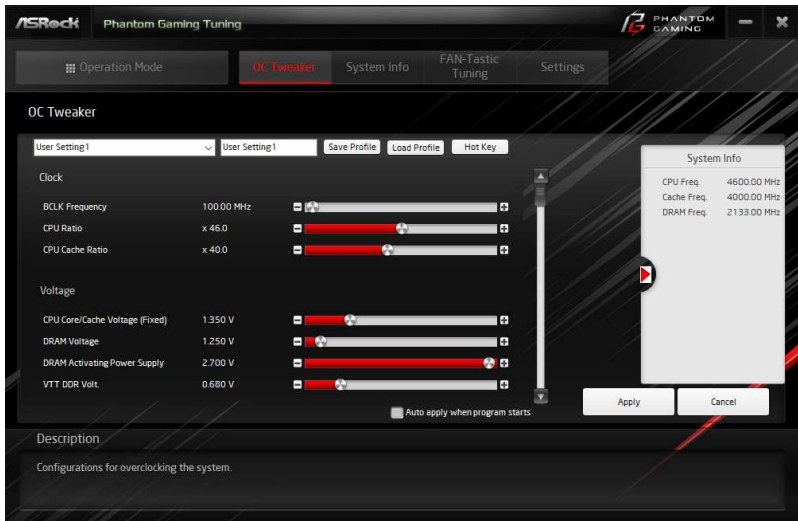 ASRock Phantom Gaming Tuning PHANTOM GAMING
Operation Mode OC Tweaker System Info FAN-Tastic Tuning Settings
OC Tweaker
User Setting1 User Setting1 Save Profile Load Profile Hot Key
Clock
BCLK Frequency 100.00 MHz
CPU Ratio x 46.0
CPU Cache Ratio x 40.0
Voltage
CPU Core/Cache Voltage (Fixed) 1.350 V
DRAM Voltage 1.250 V
DRAM Activating Power Supply 2.700 V
VTT DDR Volt. 0.680 V
Auto apply when program starts
System Info
CPU Freq. 4600.00 MHz
Cache Freq. 4000.00 MHz
DRAM Freq. 2133.00 MHz
Apply Cancel
Description
Configurations for overclocking the system.